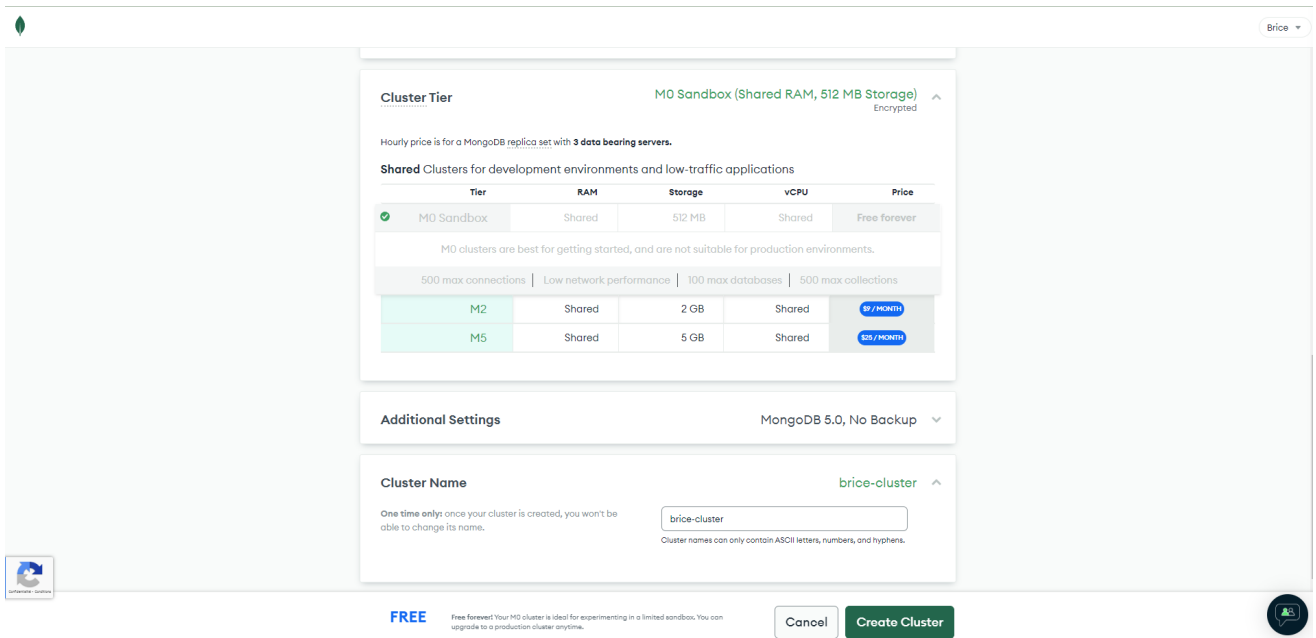 Brice
Cluster Tier
M0 Sandbox (Shared RAM, 512 MB Storage)
Encrypted
Hourly price is for a MongoDB replica set with 3 data bearing servers.
Shared Clusters for development environments and low-traffic applications
Tier RAM Storage vCPU Price
M0 Sandbox Shared 512 MB Shared Free forever
M0 clusters are best for getting started, and are not suitable for production environments.
500 max connections | Low network performance | 100 max databases | 500 max collections
M2 Shared 2 GB Shared $9 / MONTH
M5 Shared 5 GB Shared $25 / MONTH
Additional Settings MongoDB 5.0, No Backup
Cluster Name brice-cluster
One time only: once your cluster is created, you won't be
able to change its name.
brice-cluster
Cluster names can only contain ASCII letters, numbers, and hyphens.
Confidentialité - Conditions
FREE
Free forever! Your M0 cluster is ideal for experimenting in a limited sandbox. You can
upgrade to a production cluster anytime.
Cancel Create Cluster